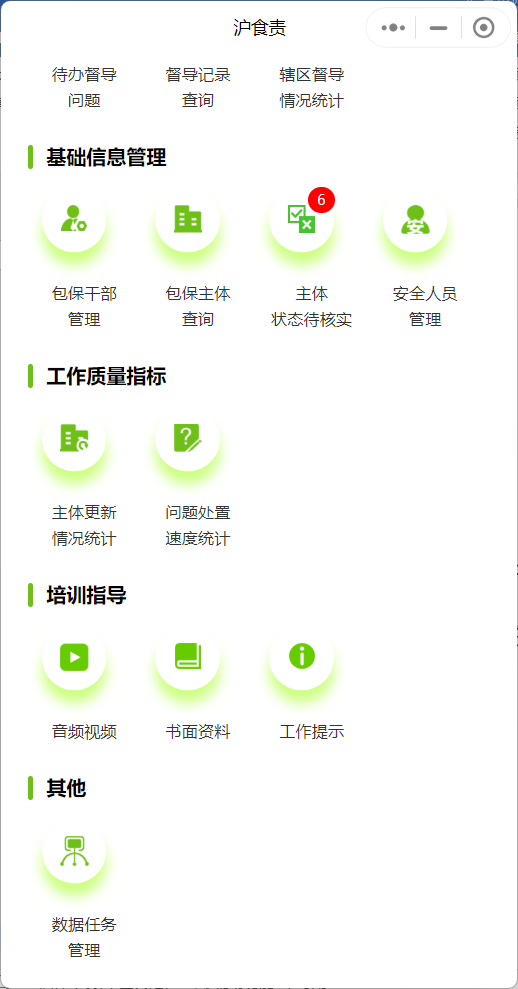 沪食责
待办督导 督导记录 辖区督导
问题 查询 情况统计
基础信息管理
6
包保干部 包保主体 主体 安全人员
管理 查询 状态待核实 管理
工作质量指标
主体更新 问题处置
情况统计 速度统计
培训指导
音频视频 书面资料 工作提示
其他
数据任务
管理